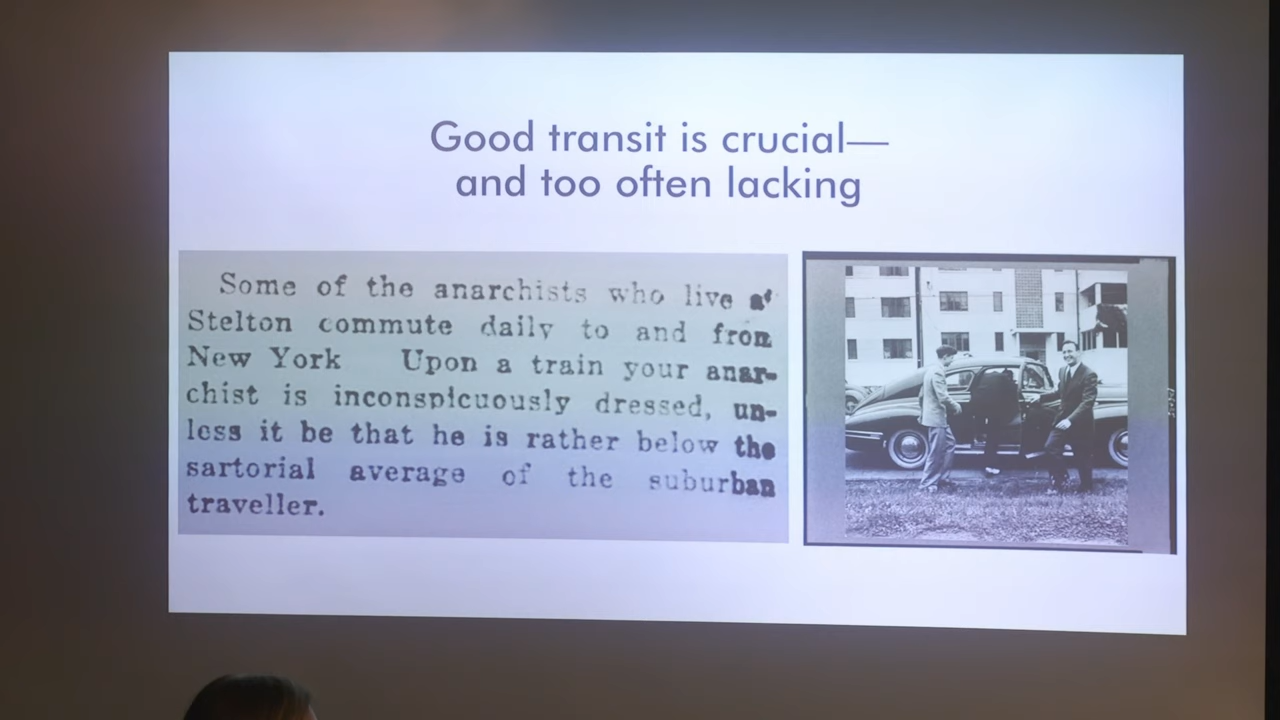 Good transit is crucial—
and too often lacking
Some of the anarchists who live at
Stelton commute daily to and from
New York Upon a train your anar-
chist is inconspicuously dressed, un-
less it be that he is rather below the
sartorial average of the suburban
traveller.